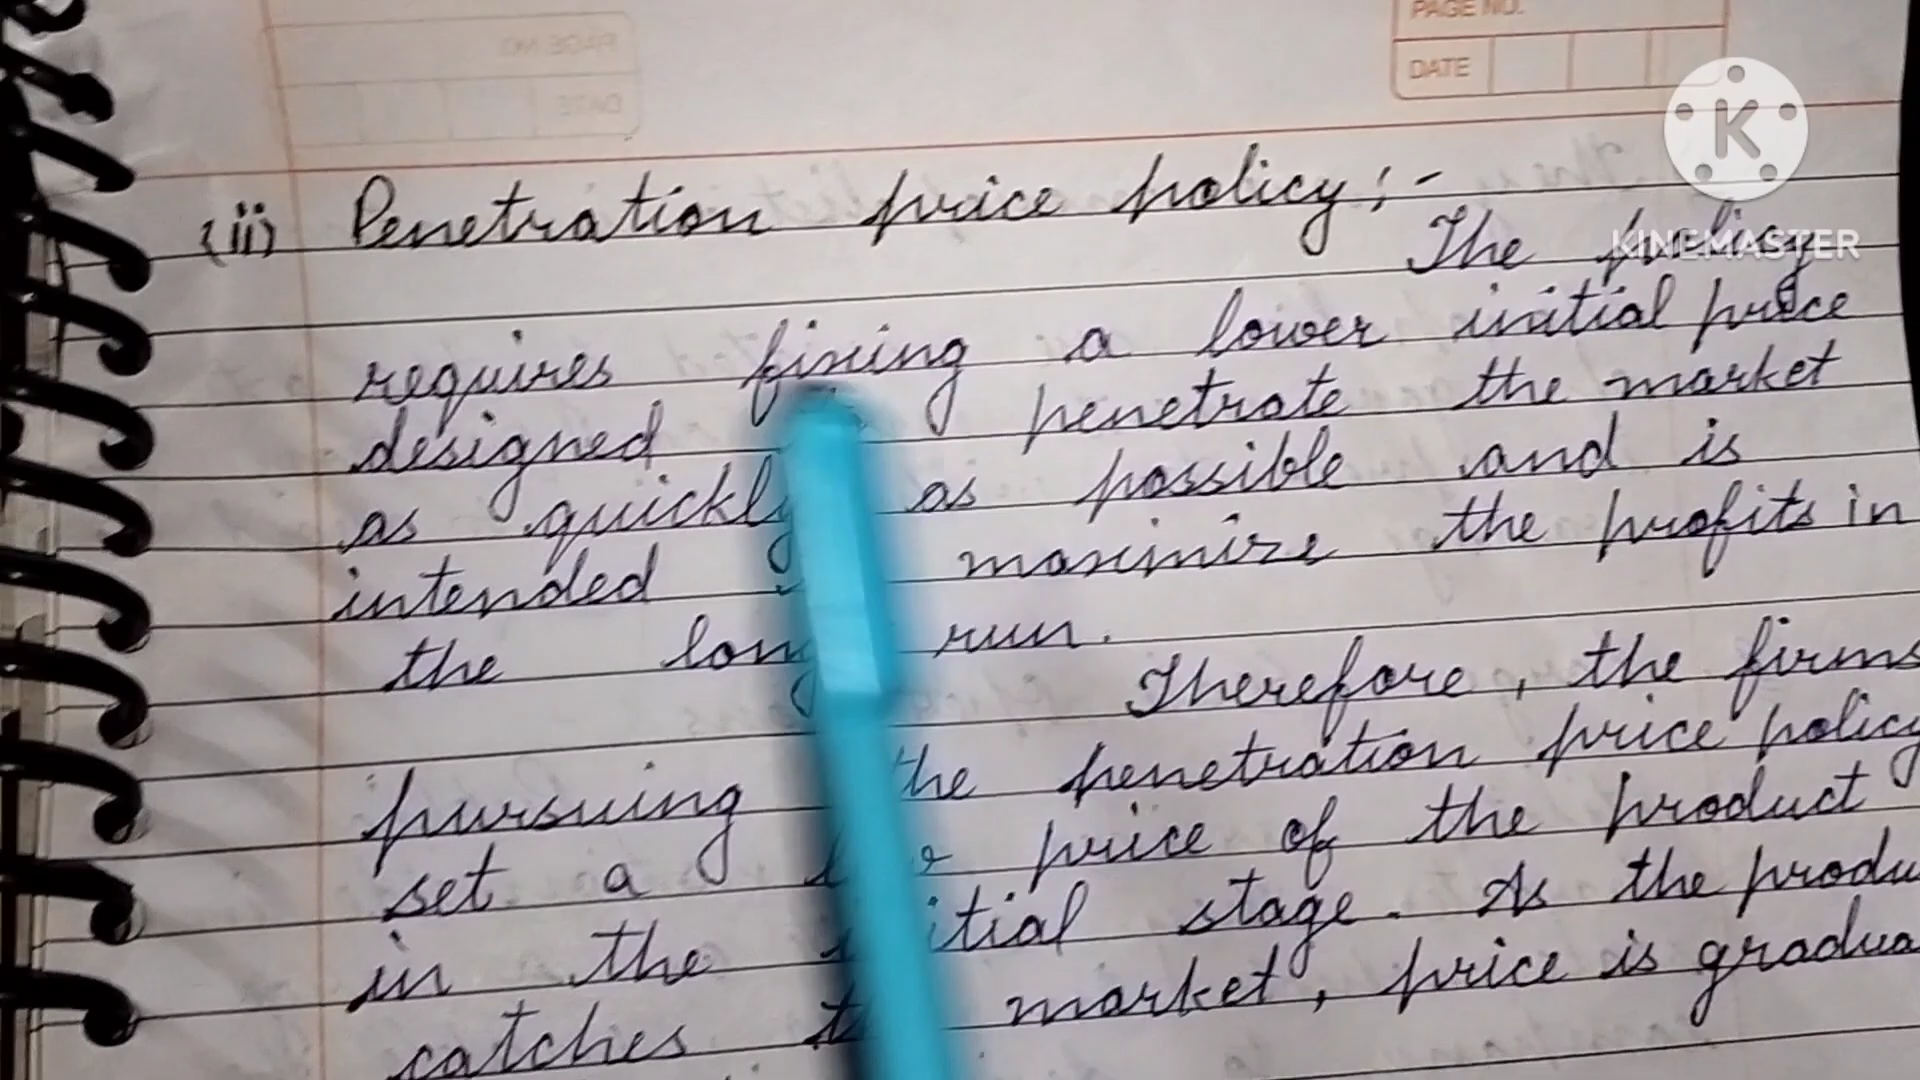 PAGE NO.
DATE
(ii) Penetration price policy :-
The policy
requires fixing a lower initial price
designed penetrate the market
as quickly as possible and is
intended maximize the profits in
the long run.
Therefore, the firms
pursuing the penetration price policy
set a price of the product
in the initial stage. As the produ
catches market, price is gradua
KINEMASTER